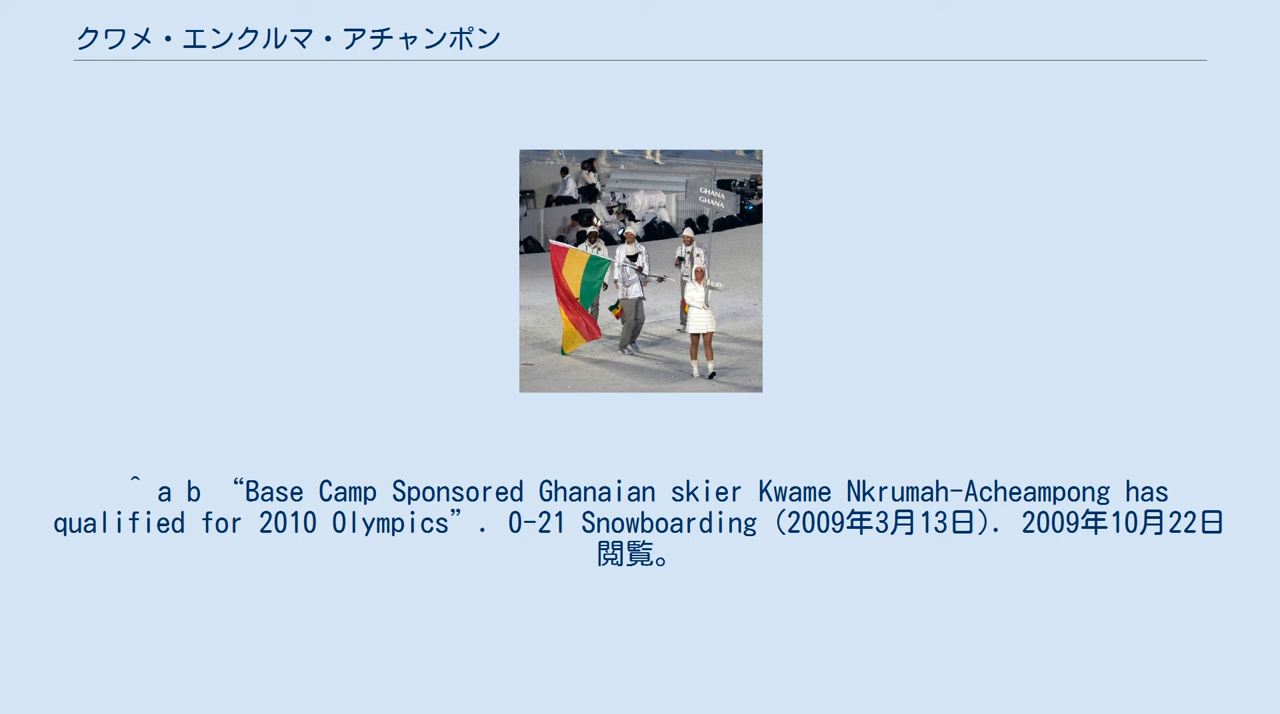 クワメ・エンクルマ・アチャンポン
GHANA
GHANA
^ a b “Base Camp Sponsored Ghanaian skier Kwame Nkrumah-Acheampong has
qualified for 2010 Olympics”. O-21 Snowboarding (2009年3月13日). 2009年10月22日
閲覧。